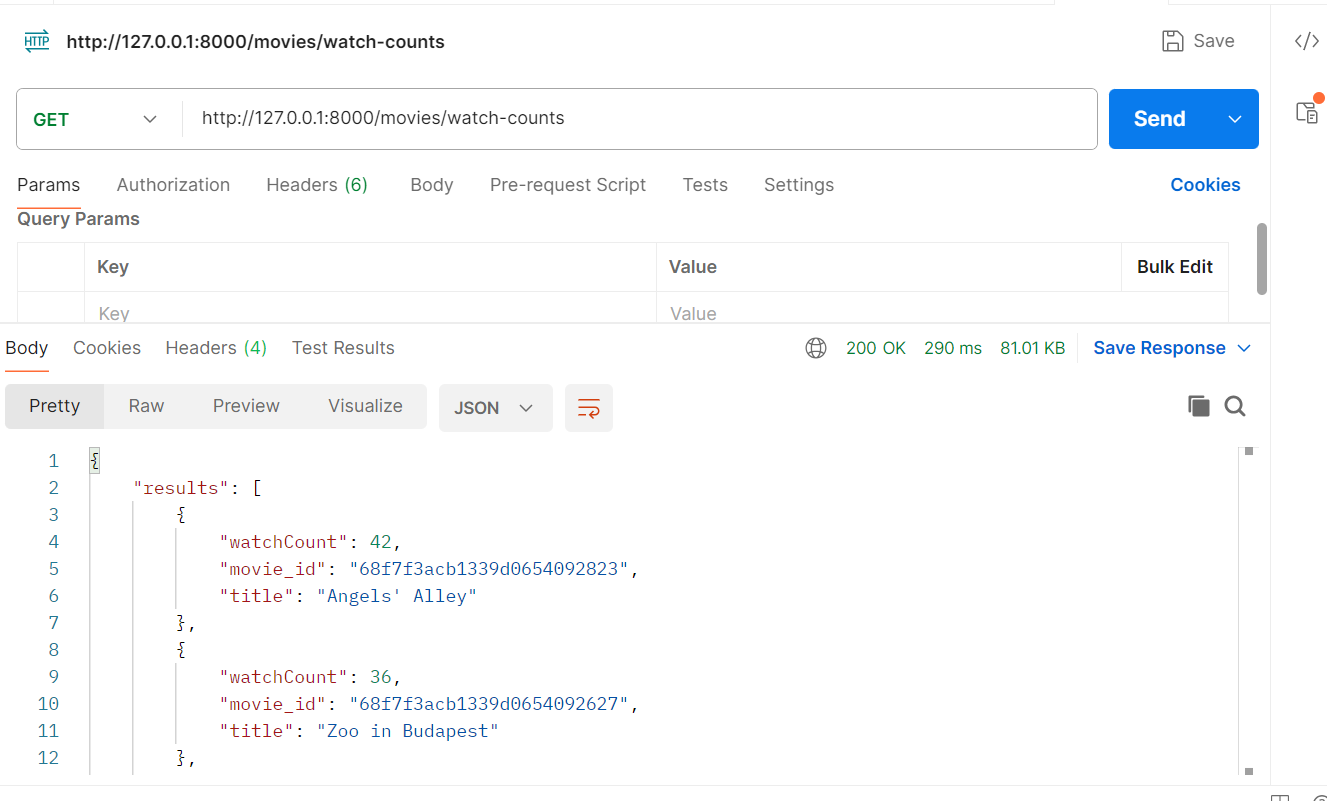 HTTP http://127.0.0.1:8000/movies/watch-counts Save </>
GET http://127.0.0.1:8000/movies/watch-counts Send
Params Authorization Headers (6) Body Pre-request Script Tests Settings Cookies
Query Params
Key Value Bulk Edit
Key Value
Body Cookies Headers (4) Test Results 200 OK 290 ms 81.01 KB Save Response
Pretty Raw Preview Visualize JSON
1 {
2 "results": [
3 {
4 "watchCount": 42,
5 "movie_id": "68f7f3acb1339d0654092823",
6 "title": "Angels' Alley"
7 },
8 {
9 "watchCount": 36,
10 "movie_id": "68f7f3acb1339d0654092627",
11 "title": "Zoo in Budapest"
12 },